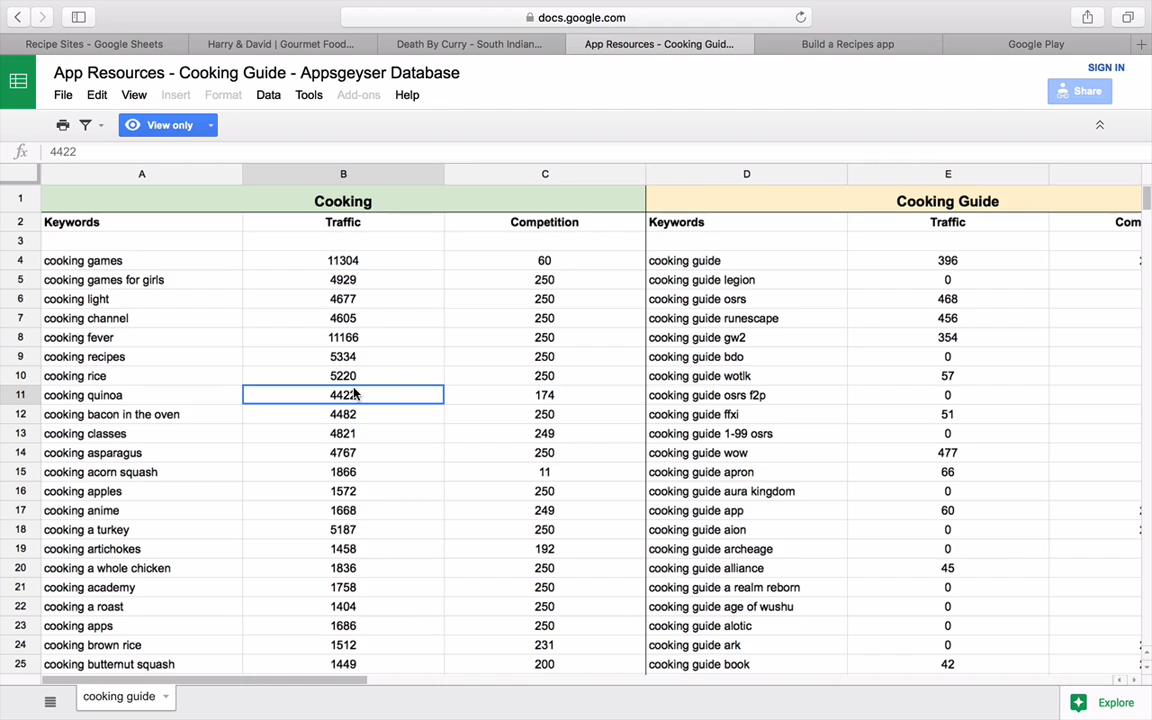 docs.google.com
Recipe Sites - Google Sheets Harry & David | Gourmet Food... Death By Curry - South Indian... App Resources - Cooking Guid... Build a Recipes app Google Play
App Resources - Cooking Guide - Appsgeyser Database
SIGN IN
File Edit View Insert Format Data Tools Add-ons Help
Share
View only
fx 4422
A B C D E
1 Cooking Cooking Guide
2 Keywords Traffic Competition Keywords Traffic Com
3
4 cooking games 11304 60 cooking guide 396
5 cooking games for girls 4929 250 cooking guide legion 0
6 cooking light 4677 250 cooking guide osrs 468
7 cooking channel 4605 250 cooking guide runescape 456
8 cooking fever 11166 250 cooking guide gw2 354
9 cooking recipes 5334 250 cooking guide bdo 0
10 cooking rice 5220 250 cooking guide wotlk 57
11 cooking quinoa 4422 174 cooking guide osrs f2p 0
12 cooking bacon in the oven 4482 250 cooking guide ffxi 51
13 cooking classes 4821 249 cooking guide 1-99 osrs 0
14 cooking asparagus 4767 250 cooking guide wow 477
15 cooking acorn squash 1866 11 cooking guide apron 66
16 cooking apples 1572 250 cooking guide aura kingdom 0
17 cooking anime 1668 249 cooking guide app 60
18 cooking a turkey 5187 250 cooking guide aion 0
19 cooking artichokes 1458 192 cooking guide archeage 0
20 cooking a whole chicken 1836 250 cooking guide alliance 45
21 cooking academy 1758 250 cooking guide a realm reborn 0
22 cooking a roast 1404 250 cooking guide age of wushu 0
23 cooking apps 1686 250 cooking guide alotic 0
24 cooking brown rice 1512 231 cooking guide ark 0
25 cooking butternut squash 1449 200 cooking guide book 42
cooking guide
Explore